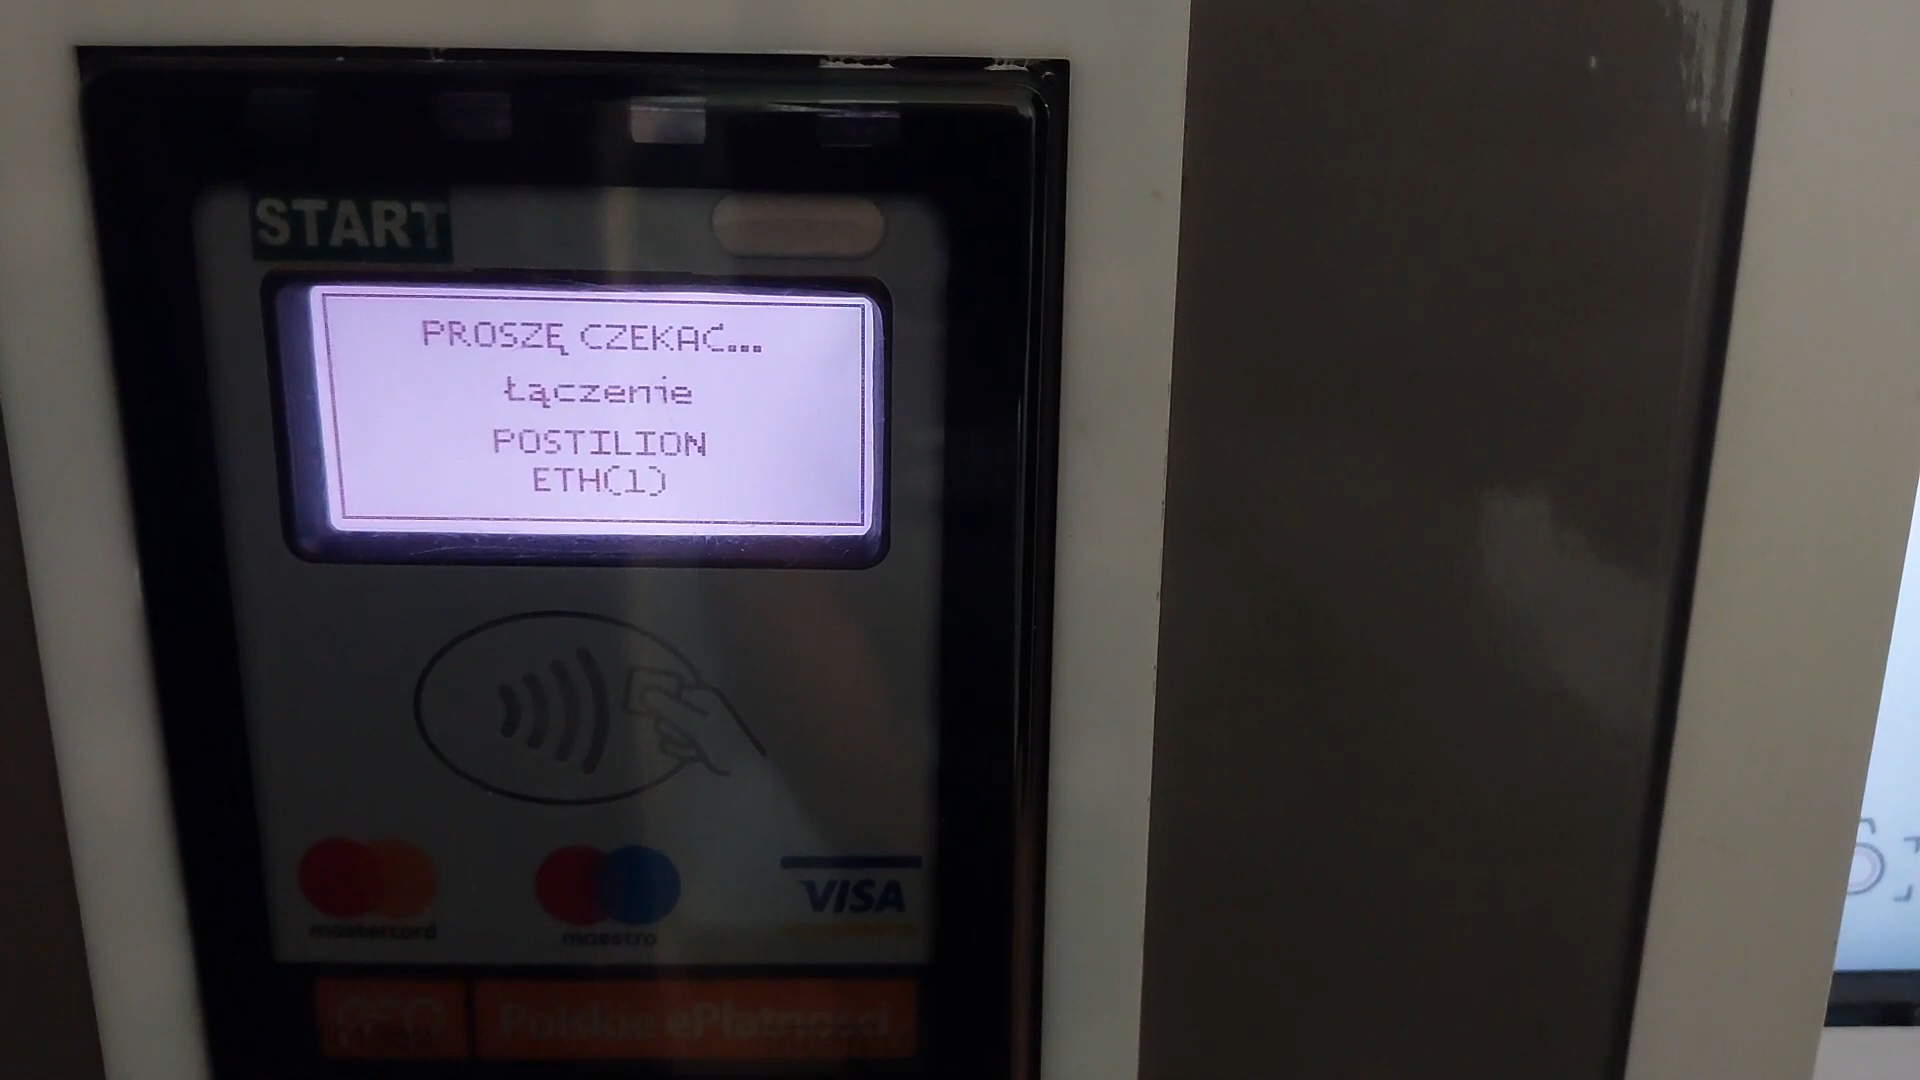 START
PROSZĘ CZEKAĆ...
Łączenie
POSTILION
ETH(1)
mastercard
maestro
VISA
Polskie ePłatności